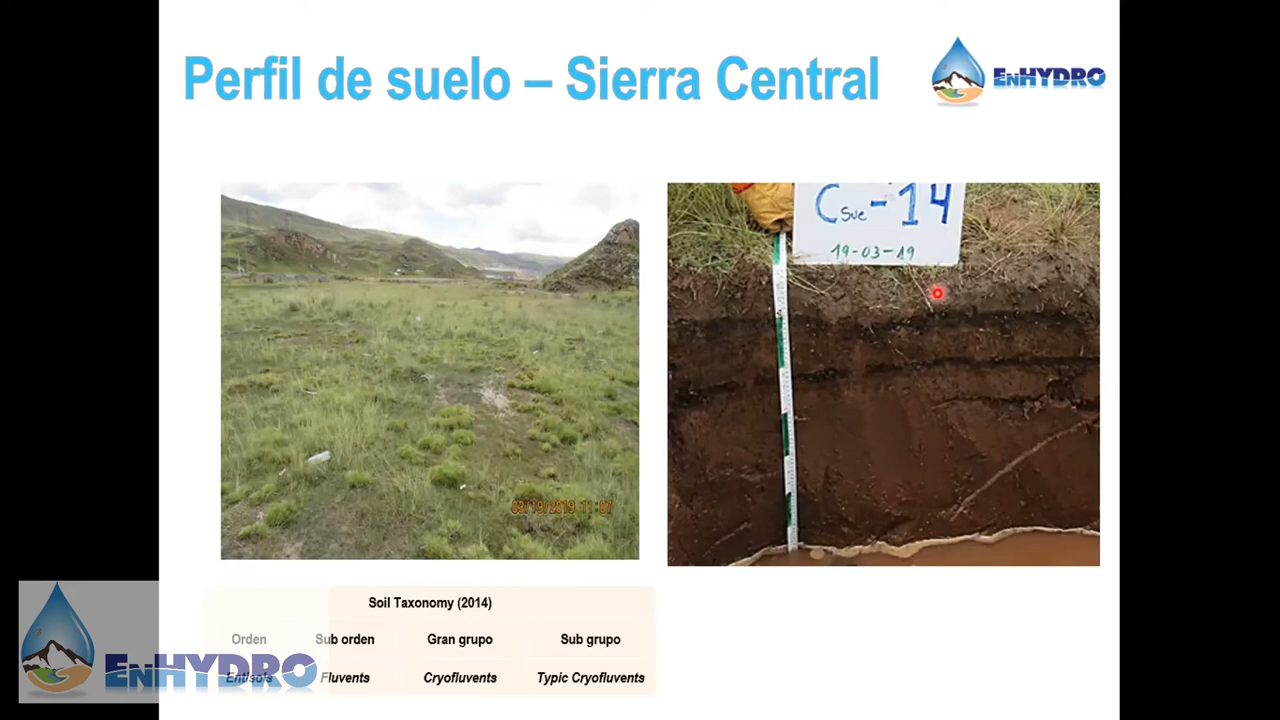 Perfil de suelo – Sierra Central
ENHYDRO
C Sue - 14
19-03-19
03/19/2019 11:07
Soil Taxonomy (2014)
Orden Sub orden Gran grupo Sub grupo
Entisols Fluvents Cryofluvents Typic Cryofluvents
ENHYDRO